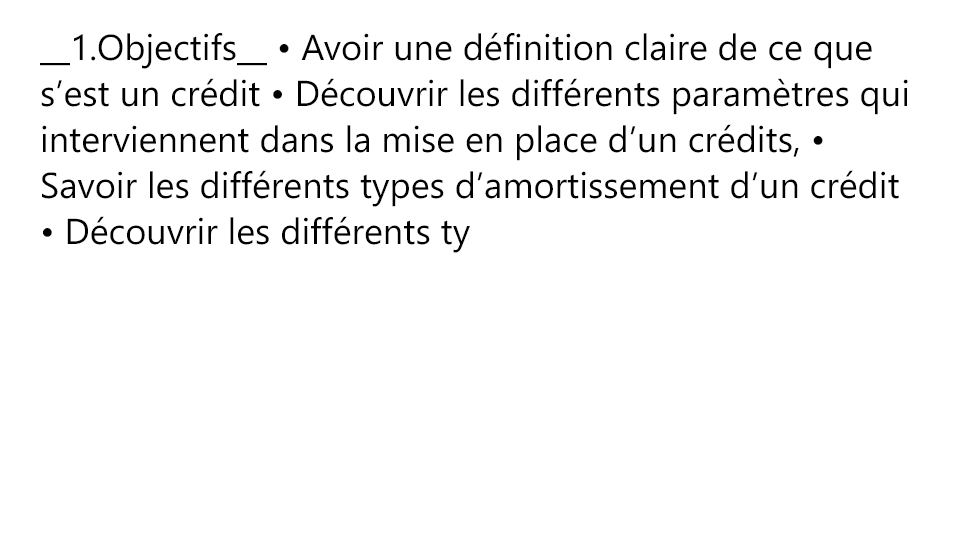 __1.Objectifs__ • Avoir une définition claire de ce que
s’est un crédit • Découvrir les différents paramètres qui
interviennent dans la mise en place d’un crédits, •
Savoir les différents types d’amortissement d’un crédit
• Découvrir les différents ty